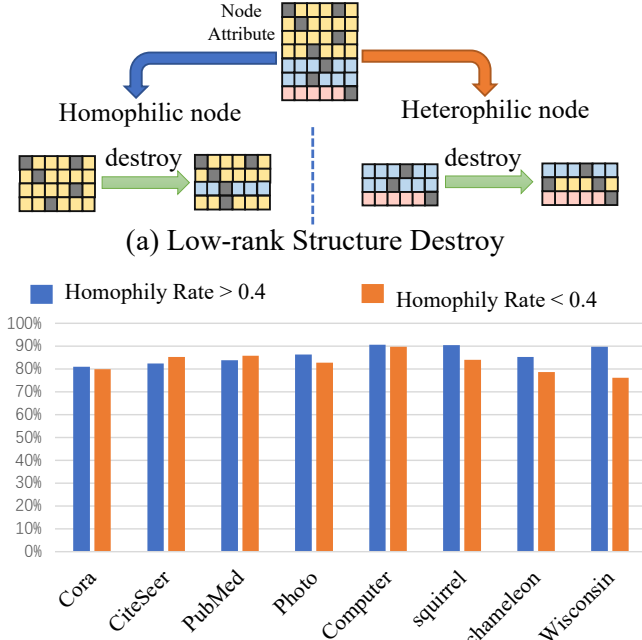 Node
Attribute
Homophilic node
Heterophilic node
destroy
destroy
(a) Low-rank Structure Destroy
Homophily Rate > 0.4
Homophily Rate < 0.4
100%
90%
80%
70%
60%
50%
40%
30%
20%
10%
0%
Cora
CiteSeer
PubMed
Photo
Computer
squirrel
chameleon
Wisconsin